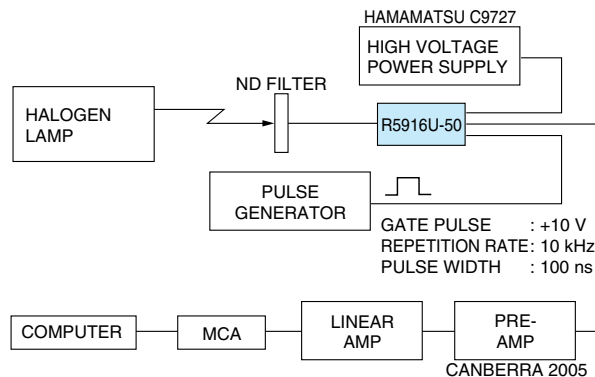 HAMAMATSU C9727
HIGH VOLTAGE
POWER SUPPLY
ND FILTER
HALOGEN
LAMP
R5916U-50
PULSE
GENERATOR
GATE PULSE : +10 V
REPETITION RATE : 10 kHz
PULSE WIDTH : 100 ns
COMPUTER
MCA
LINEAR
AMP
PRE-
AMP
CANBERRA 2005